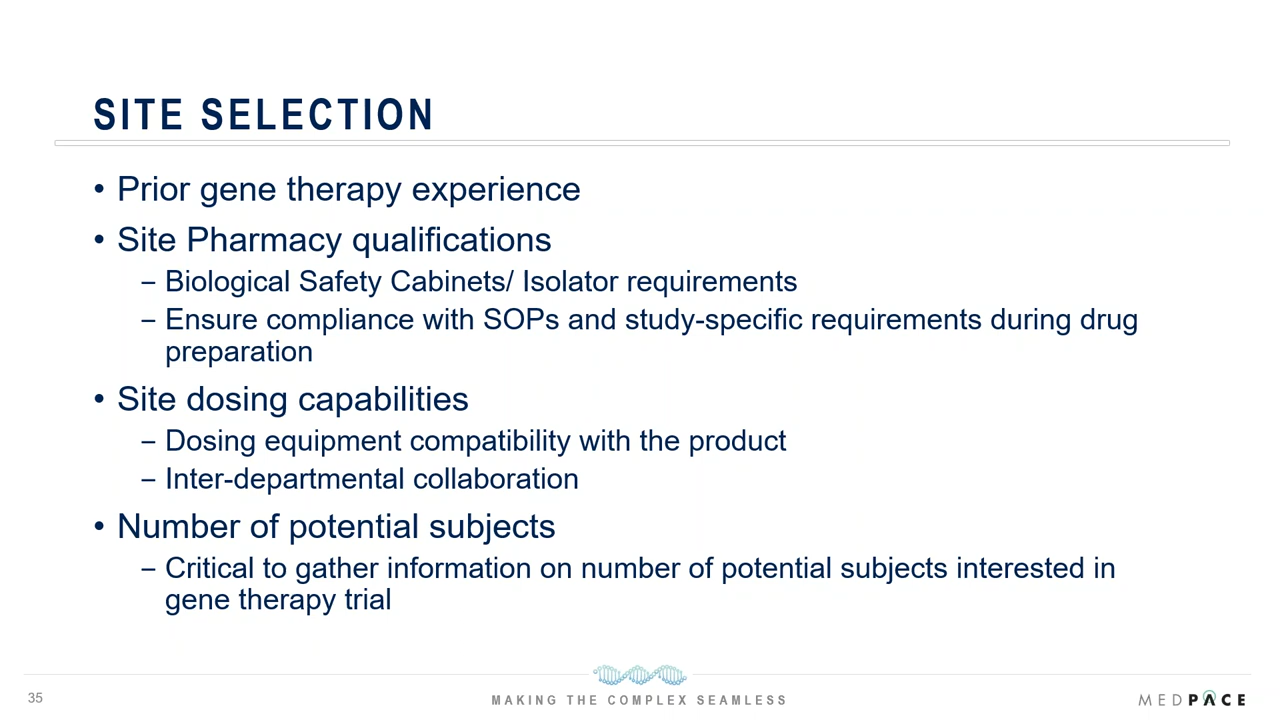 SITE SELECTION
• Prior gene therapy experience
• Site Pharmacy qualifications
– Biological Safety Cabinets/ Isolator requirements
– Ensure compliance with SOPs and study-specific requirements during drug
preparation
• Site dosing capabilities
– Dosing equipment compatibility with the product
– Inter-departmental collaboration
• Number of potential subjects
– Critical to gather information on number of potential subjects interested in
gene therapy trial
35
MAKING THE COMPLEX SEAMLESS
MEDPACE